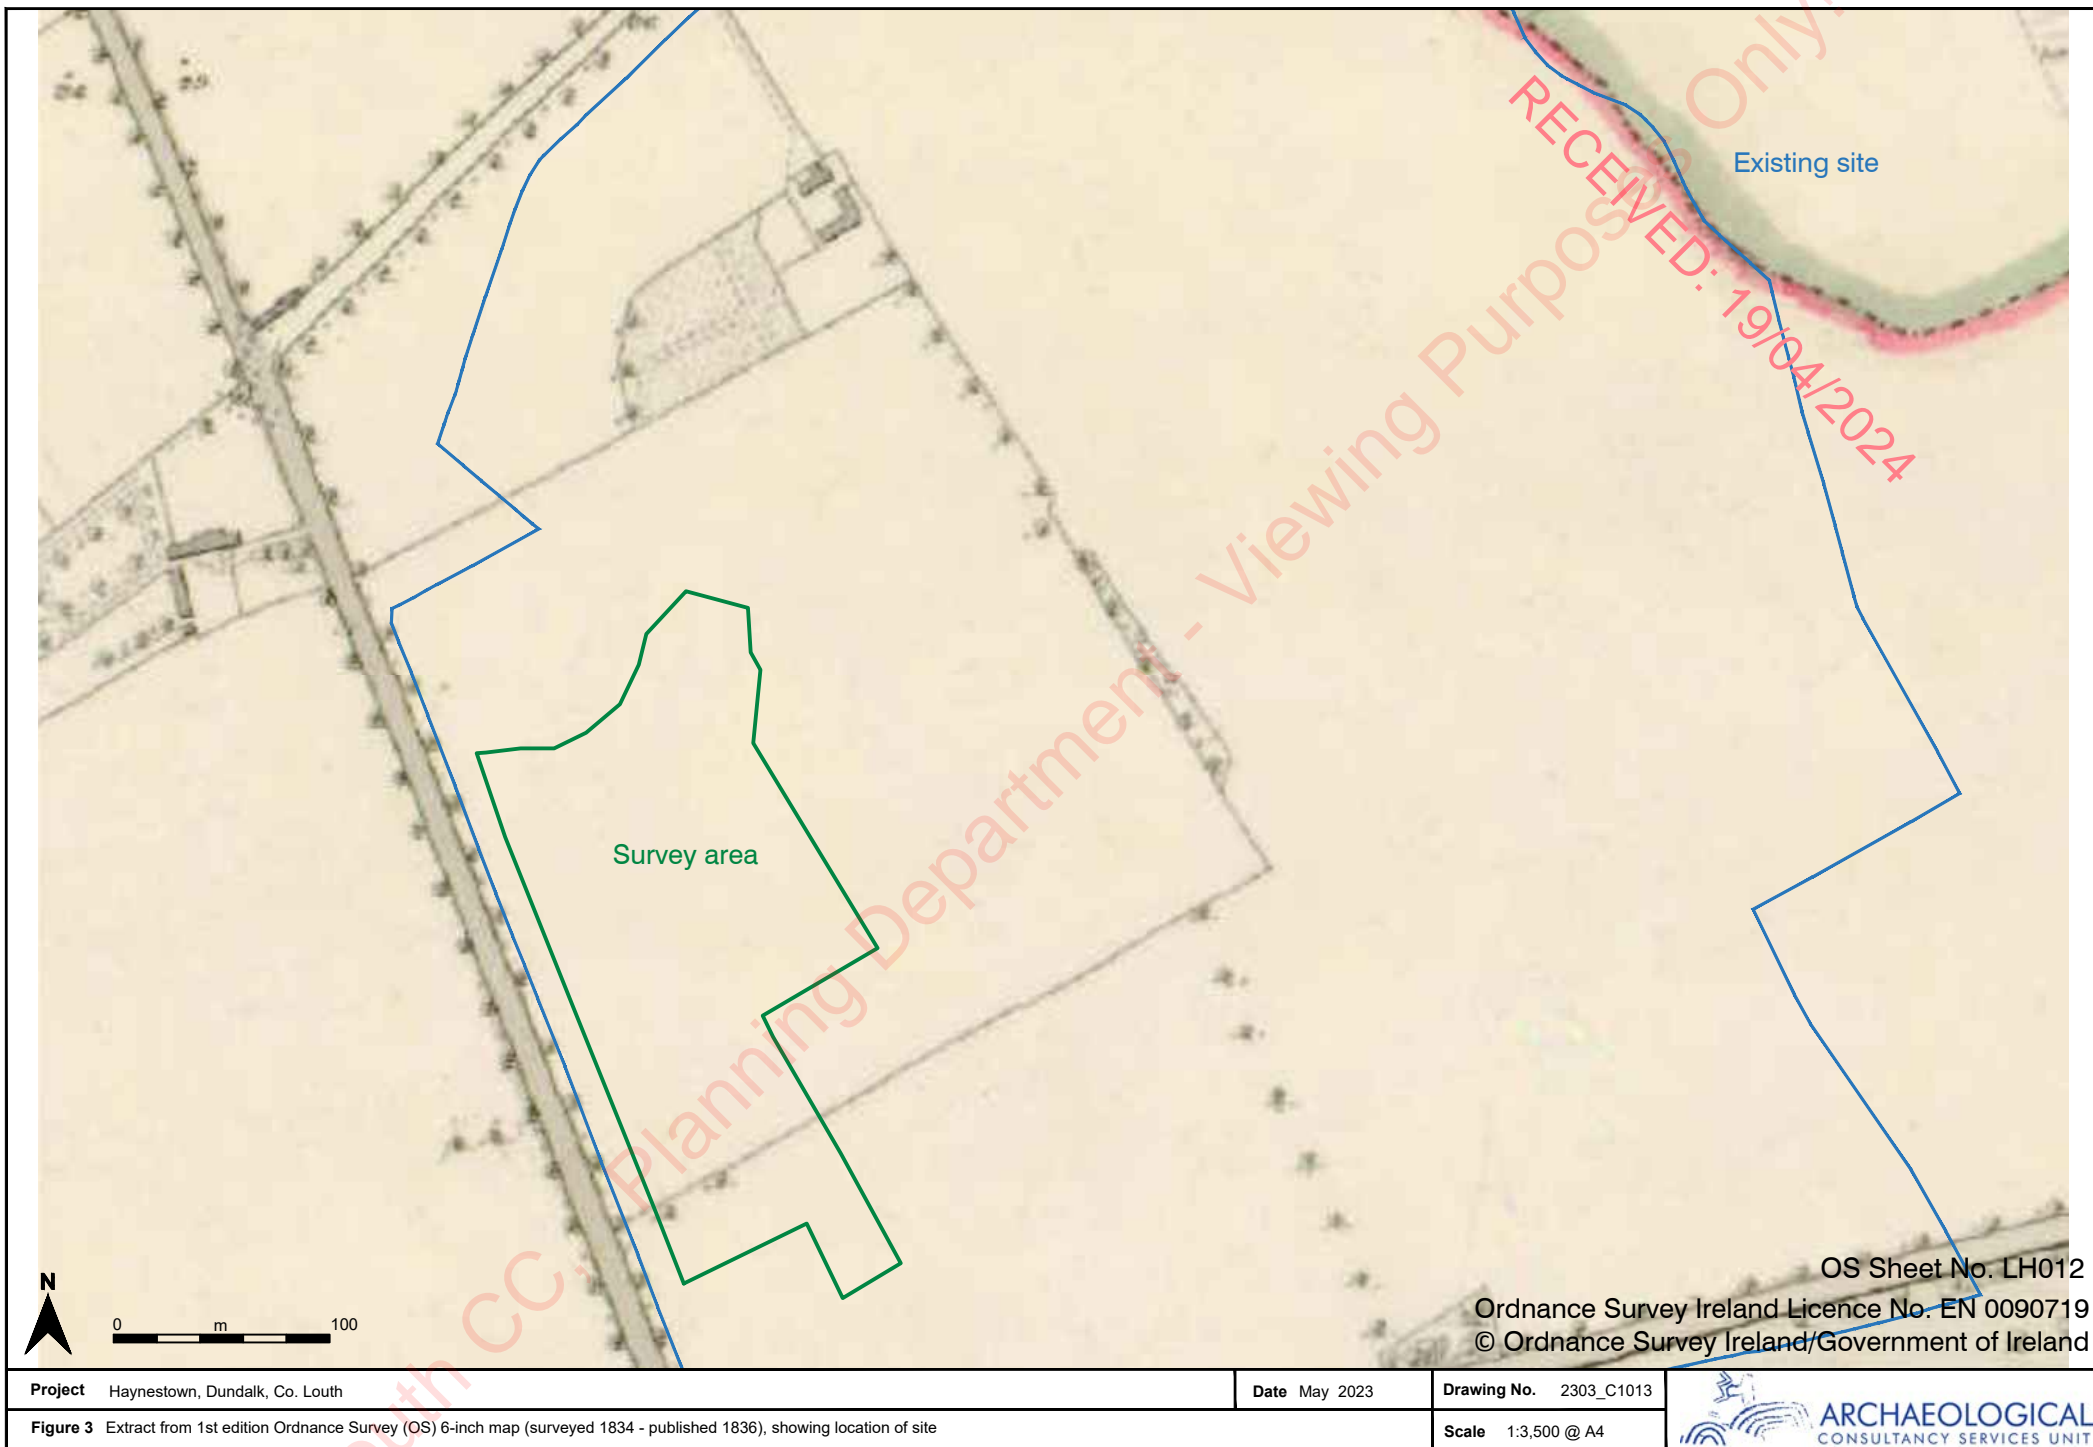 Existing site
RECEIVED: 19/04/2024
Louth CC, Planning Department - Viewing Purposes Only!
Survey area
N
0 m 100
OS Sheet No. LH012
Ordnance Survey Ireland Licence No. EN 0090719
© Ordnance Survey Ireland/Government of Ireland
Project Haynestown, Dundalk, Co. Louth
Date May 2023
Drawing No. 2303_C1013
Figure 3 Extract from 1st edition Ordnance Survey (OS) 6-inch map (surveyed 1834 - published 1836), showing location of site
Scale 1:3,500 @ A4
ARCHAEOLOGICAL
CONSULTANCY SERVICES UNIT